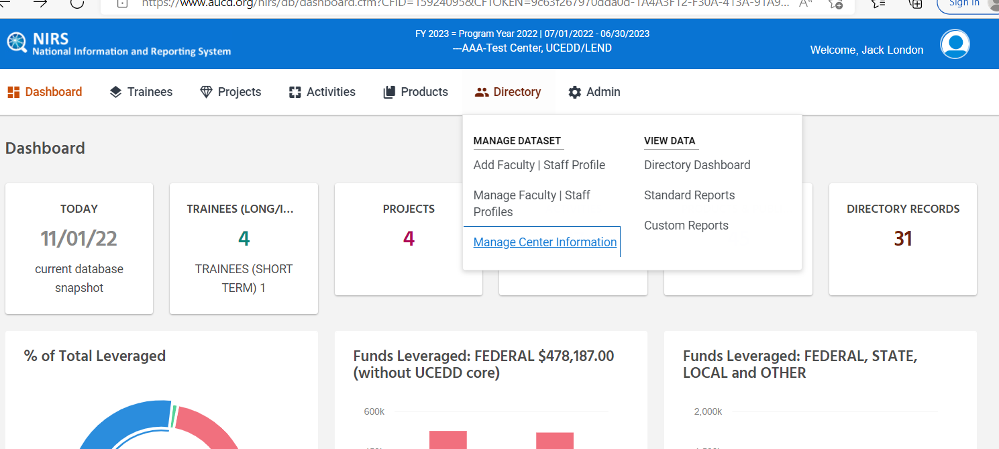 https://www.aucd.org/nirs/db/dashboard.cfm?CFID=15924095&CFTOKEN=9c63f267970dda0d-1A4A3F12-F30A-413A-91A9...
Sign in
NIRS
National Information and Reporting System
FY 2023 = Program Year 2022 | 07/01/2022 - 06/30/2023
---AAA-Test Center, UCEDD/LEND
Welcome, Jack London
Dashboard
Trainees
Projects
Activities
Products
Directory
Admin
MANAGE DATASET
Add Faculty | Staff Profile
Manage Faculty | Staff
Profiles
Manage Center Information
VIEW DATA
Directory Dashboard
Standard Reports
Custom Reports
Dashboard
TODAY
11/01/22
current database
snapshot
TRAINEES (LONG/I...
4
TRAINEES (SHORT
TERM) 1
PROJECTS
4
DIRECTORY RECORDS
31
% of Total Leveraged
Funds Leveraged: FEDERAL $478,187.00
(without UCEDD core)
600k
Funds Leveraged: FEDERAL, STATE,
LOCAL and OTHER
2,000k